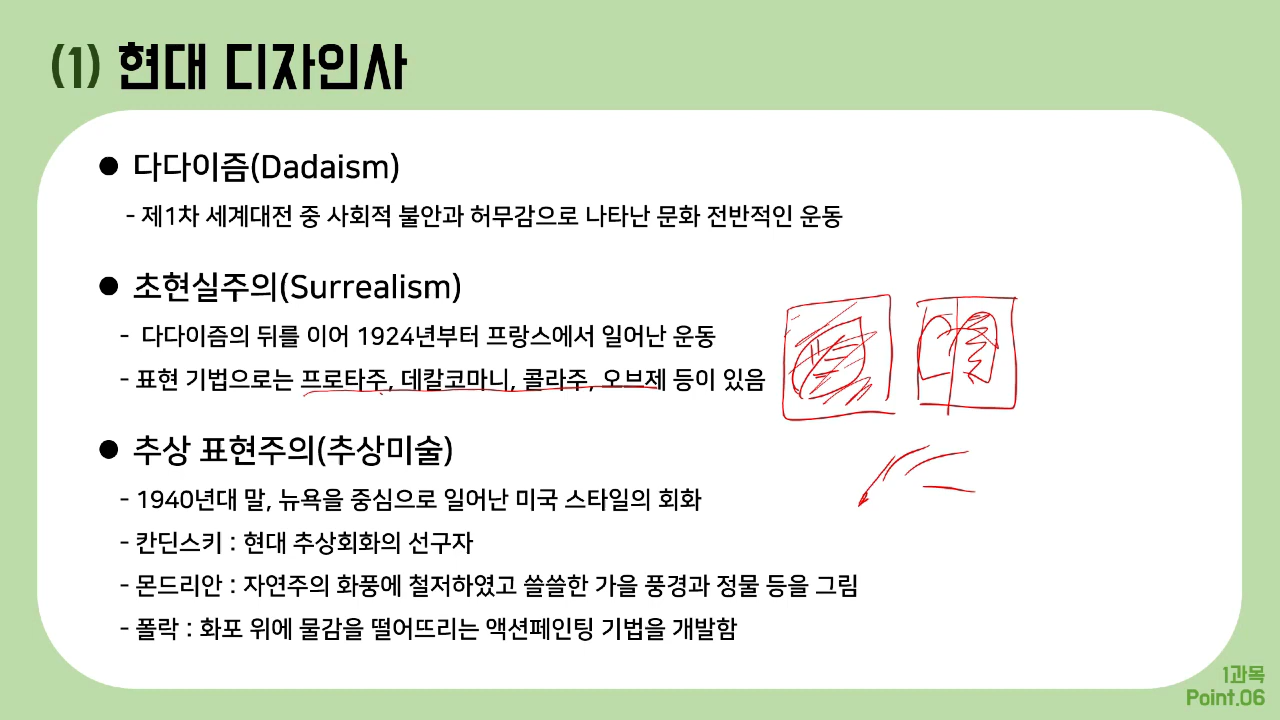 (1) 현대 디자인사
● 다다이즘(Dadaism)
- 제1차 세계대전 중 사회적 불안과 허무감으로 나타난 문화 전반적인 운동
● 초현실주의(Surrealism)
- 다다이즘의 뒤를 이어 1924년부터 프랑스에서 일어난 운동
- 표현 기법으로는 프로타주, 데칼코마니, 콜라주, 오브제 등이 있음
● 추상 표현주의(추상미술)
- 1940년대 말, 뉴욕을 중심으로 일어난 미국 스타일의 회화
- 칸딘스키 : 현대 추상회화의 선구자
- 몬드리안 : 자연주의 화풍에 철저하였고 쓸쓸한 가을 풍경과 정물 등을 그림
- 폴락 : 화포 위에 물감을 떨어뜨리는 액션페인팅 기법을 개발함
1과목
Point.06